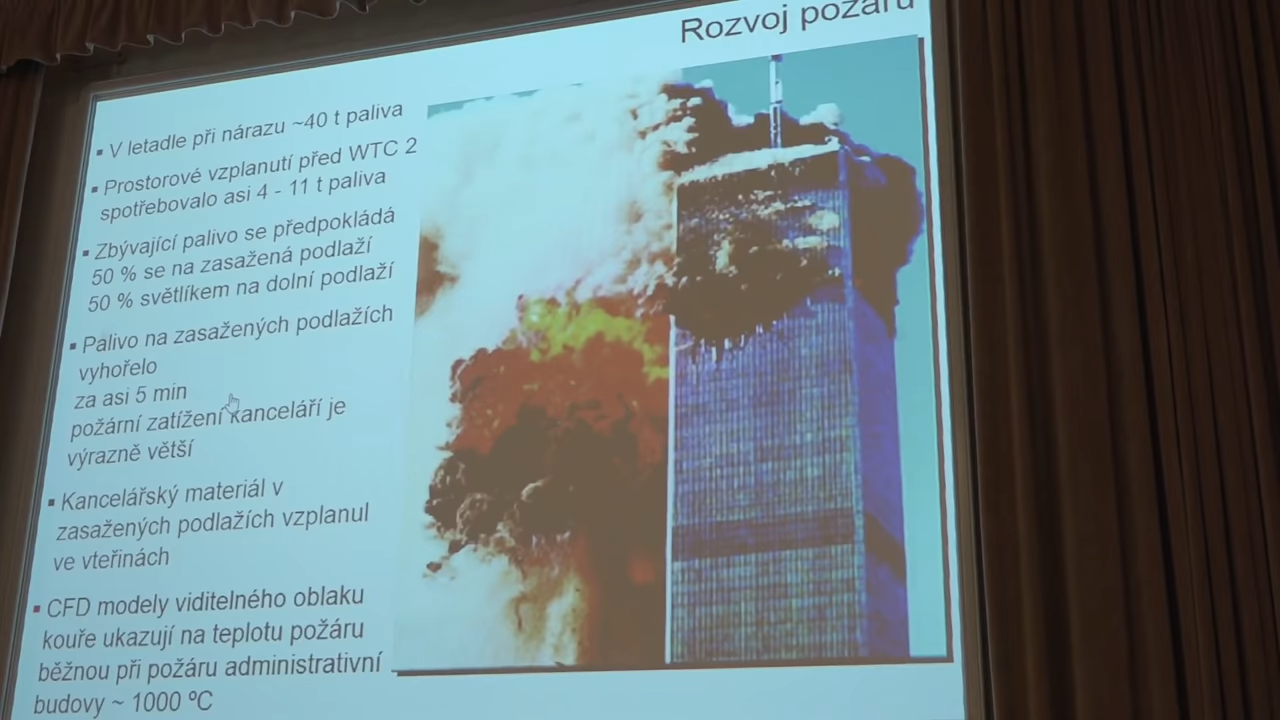 Rozvoj požáru
▪ V letadle při nárazu ~40 t paliva
▪ Prostorové vzplanutí před WTC 2
spotřebovalo asi 4 - 11 t paliva
▪ Zbývající palivo se předpokládá
50 % se na zasažená podlaží
50 % světlíkem na dolní podlaží
▪ Palivo na zasažených podlažích
vyhořelo
za asi 5 min
požární zatížení kanceláří je
výrazně větší
▪ Kancelářský materiál v
zasažených podlažích vzplanul
ve vteřinách
▪ CFD modely viditelného oblaku
kouře ukazují na teplotu požáru
běžnou při požáru administrativní
budovy ~ 1000 ºC